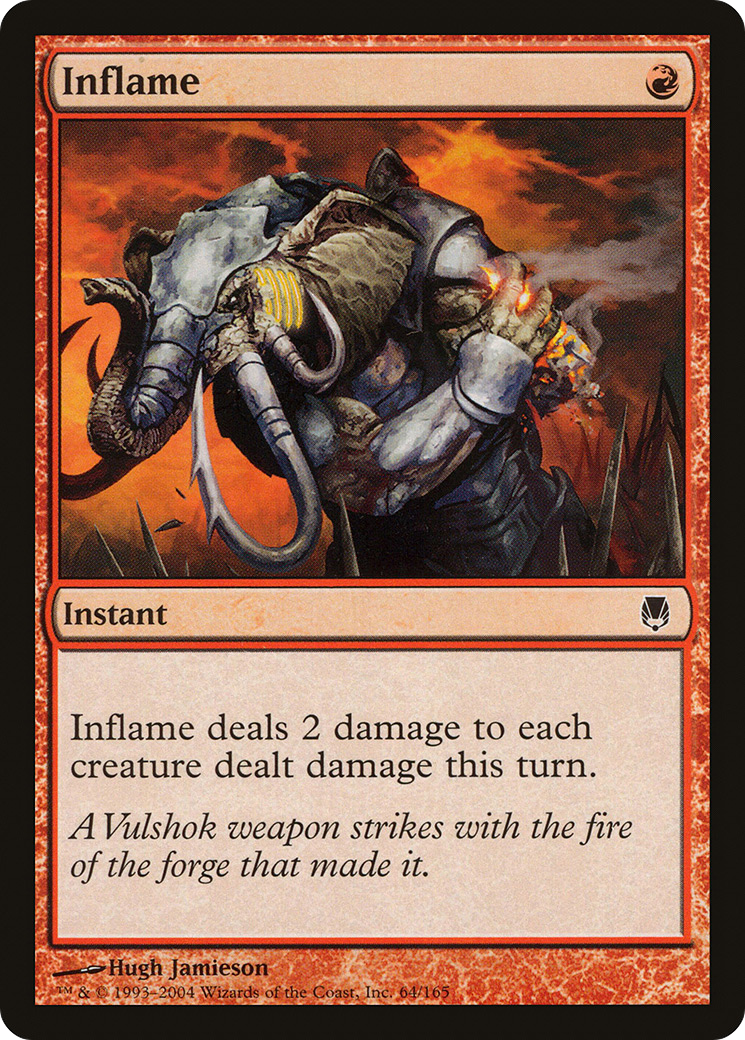 Inflame
Instant
Inflame deals 2 damage to each
creature dealt damage this turn.
A Vulshok weapon strikes with the fire
of the forge that made it.
Hugh Jamieson
™ & © 1993–2004 Wizards of the Coast, Inc. 64/165